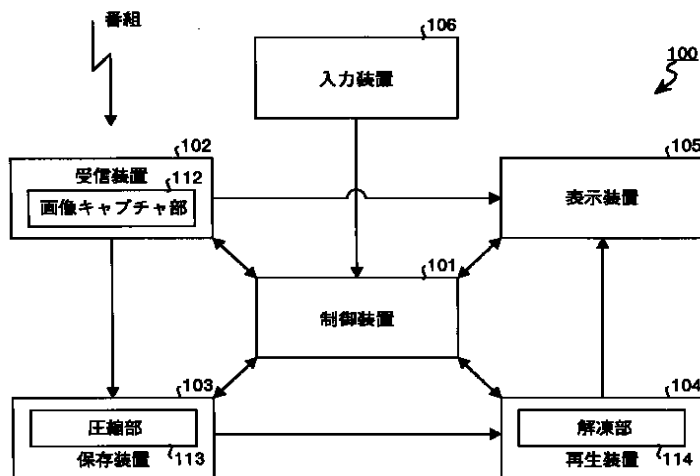 番組
106
入力装置
100
102
受信装置
112
画像キャプチャ部
105
表示装置
101
制御装置
103
圧縮部
保存装置
113
104
解凍部
再生装置
114